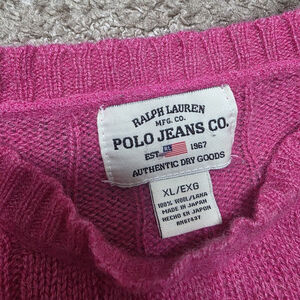 RALPH LAUREN
MFG. CO.
POLO JEANS CO.
EST. 1967
AUTHENTIC DRY GOODS
XL/EXG
100% WOOL/LANA
MADE IN JAPAN
HECHO EN JAPON